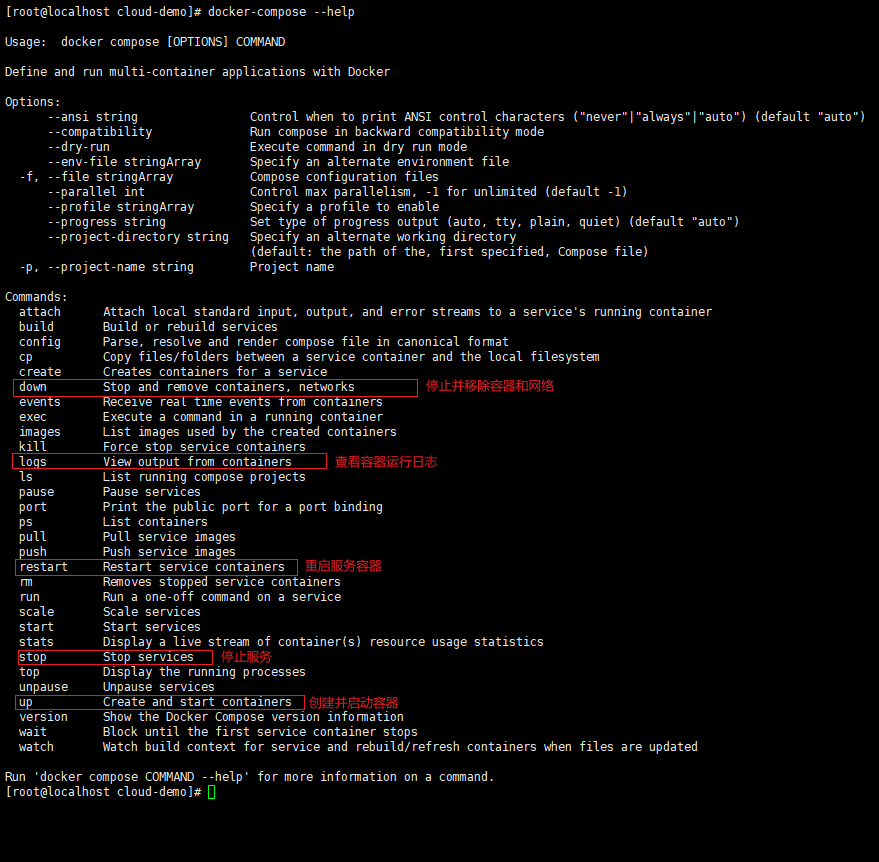 [root@localhost cloud-demo]# docker-compose --help
Usage:  docker compose [OPTIONS] COMMAND
Define and run multi-container applications with Docker
Options:
      --ansi string                Control when to print ANSI control characters ("never"|"always"|"auto") (default "auto")
      --compatibility              Run compose in backward compatibility mode
      --dry-run                    Execute command in dry run mode
      --env-file stringArray       Specify an alternate environment file
  -f, --file stringArray           Compose configuration files
      --parallel int               Control max parallelism, -1 for unlimited (default -1)
      --profile stringArray        Specify a profile to enable
      --progress string            Set type of progress output (auto, tty, plain, quiet) (default "auto")
      --project-directory string   Specify an alternate working directory
                                   (default: the path of the, first specified, Compose file)
  -p, --project-name string        Project name
Commands:
  attach      Attach local standard input, output, and error streams to a service's running container
  build       Build or rebuild services
  config      Parse, resolve and render compose file in canonical format
  cp          Copy files/folders between a service container and the local filesystem
  create      Creates containers for a service
  down        Stop and remove containers, networks 停止并移除容器和网络
  events      Receive real time events from containers
  exec        Execute a command in a running container
  images      List images used by the created containers
  kill        Force stop service containers
  logs        View output from containers 查看容器运行日志
  ls          List running compose projects
  pause       Pause services
  port        Print the public port for a port binding
  ps          List containers
  pull        Pull service images
  push        Push service images
  restart     Restart service containers 重启服务容器
  rm          Removes stopped service containers
  run         Run a one-off command on a service
  scale       Scale services
  start       Start services
  stats       Display a live stream of container(s) resource usage statistics
  stop        Stop services 停止服务
  top         Display the running processes
  unpause     Unpause services
  up          Create and start containers 创建并启动容器
  version     Show the Docker Compose version information
  wait        Block until the first service container stops
  watch       Watch build context for service and rebuild/refresh containers when files are updated
Run 'docker compose COMMAND --help' for more information on a command.
[root@localhost cloud-demo]#